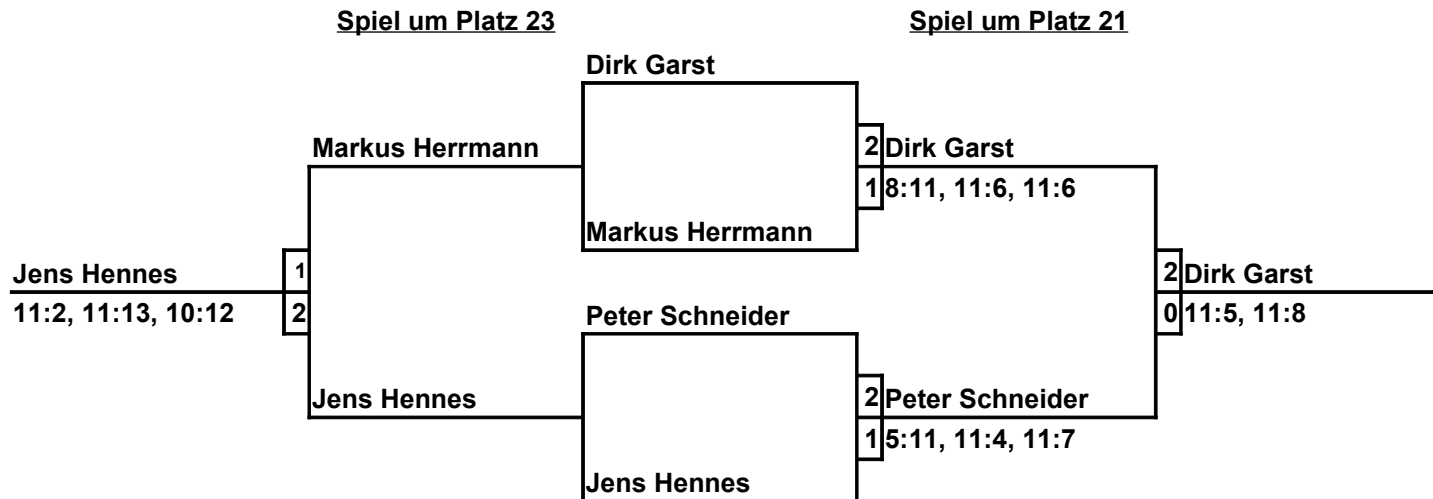 Spiel um Platz 23
Spiel um Platz 21
Dirk Garst
Markus Herrmann
2 Dirk Garst
1 8:11, 11:6, 11:6
Markus Herrmann
Jens Hennes 1
2 Dirk Garst
11:2, 11:13, 10:12 2
0 11:5, 11:8
Peter Schneider
Jens Hennes
2 Peter Schneider
1 5:11, 11:4, 11:7
Jens Hennes